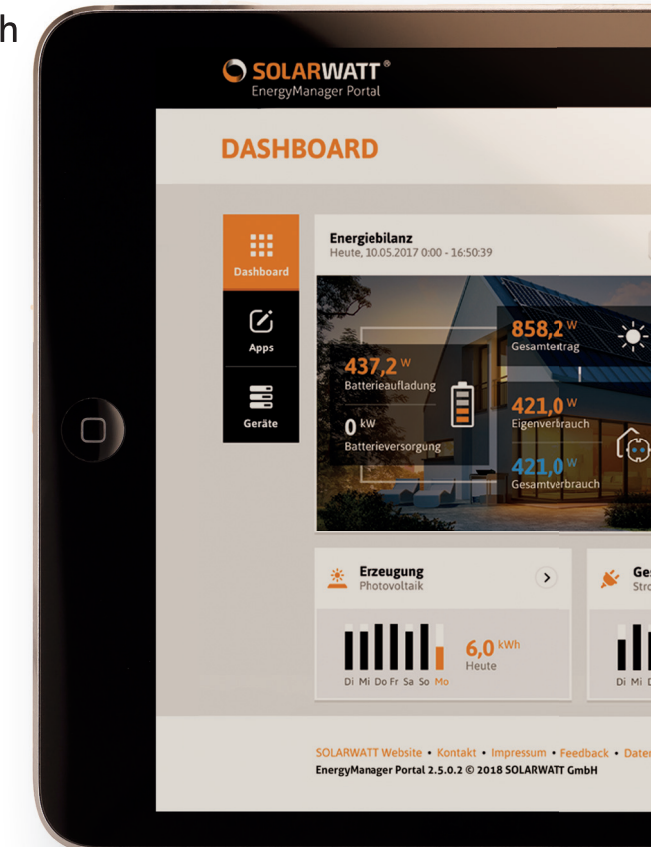 h
SOLARWATT®
EnergyManager Portal
DASHBOARD
Dashboard
Apps
Geräte
Energiebilanz
Heute, 10.05.2017 0:00 - 16:50:39
858,2 W
Gesamtertrag
437,2 W
Batterieaufladung
0 kW
Batterieversorgung
421,0 W
Eigenverbrauch
421,0 W
Gesamtverbrauch
Erzeugung
Photovoltaik
6,0 kWh
Heute
Di Mi Do Fr Sa So Mo
Ges
Stro
Di Mi D
SOLARWATT Website • Kontakt • Impressum • Feedback • Daten
EnergyManager Portal 2.5.0.2 © 2018 SOLARWATT GmbH